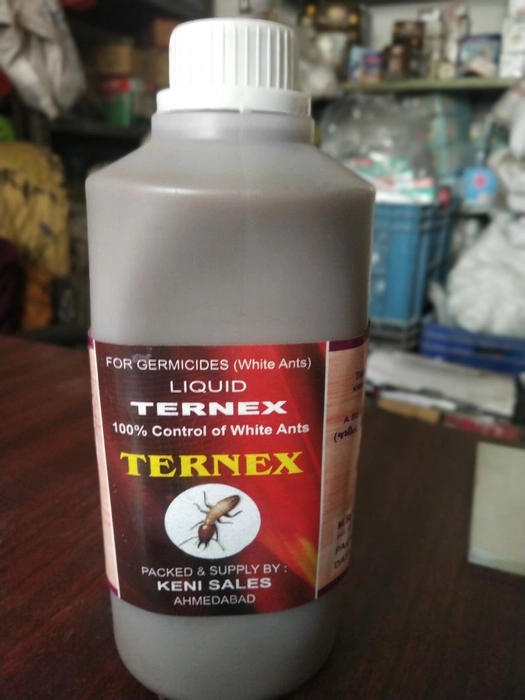 FOR GERMICIDES (White Ants)
LIQUID
TERNEX
100% Control of White Ants
TERNEX
PACKED & SUPPLY BY :
KENI SALES
AHMEDABAD